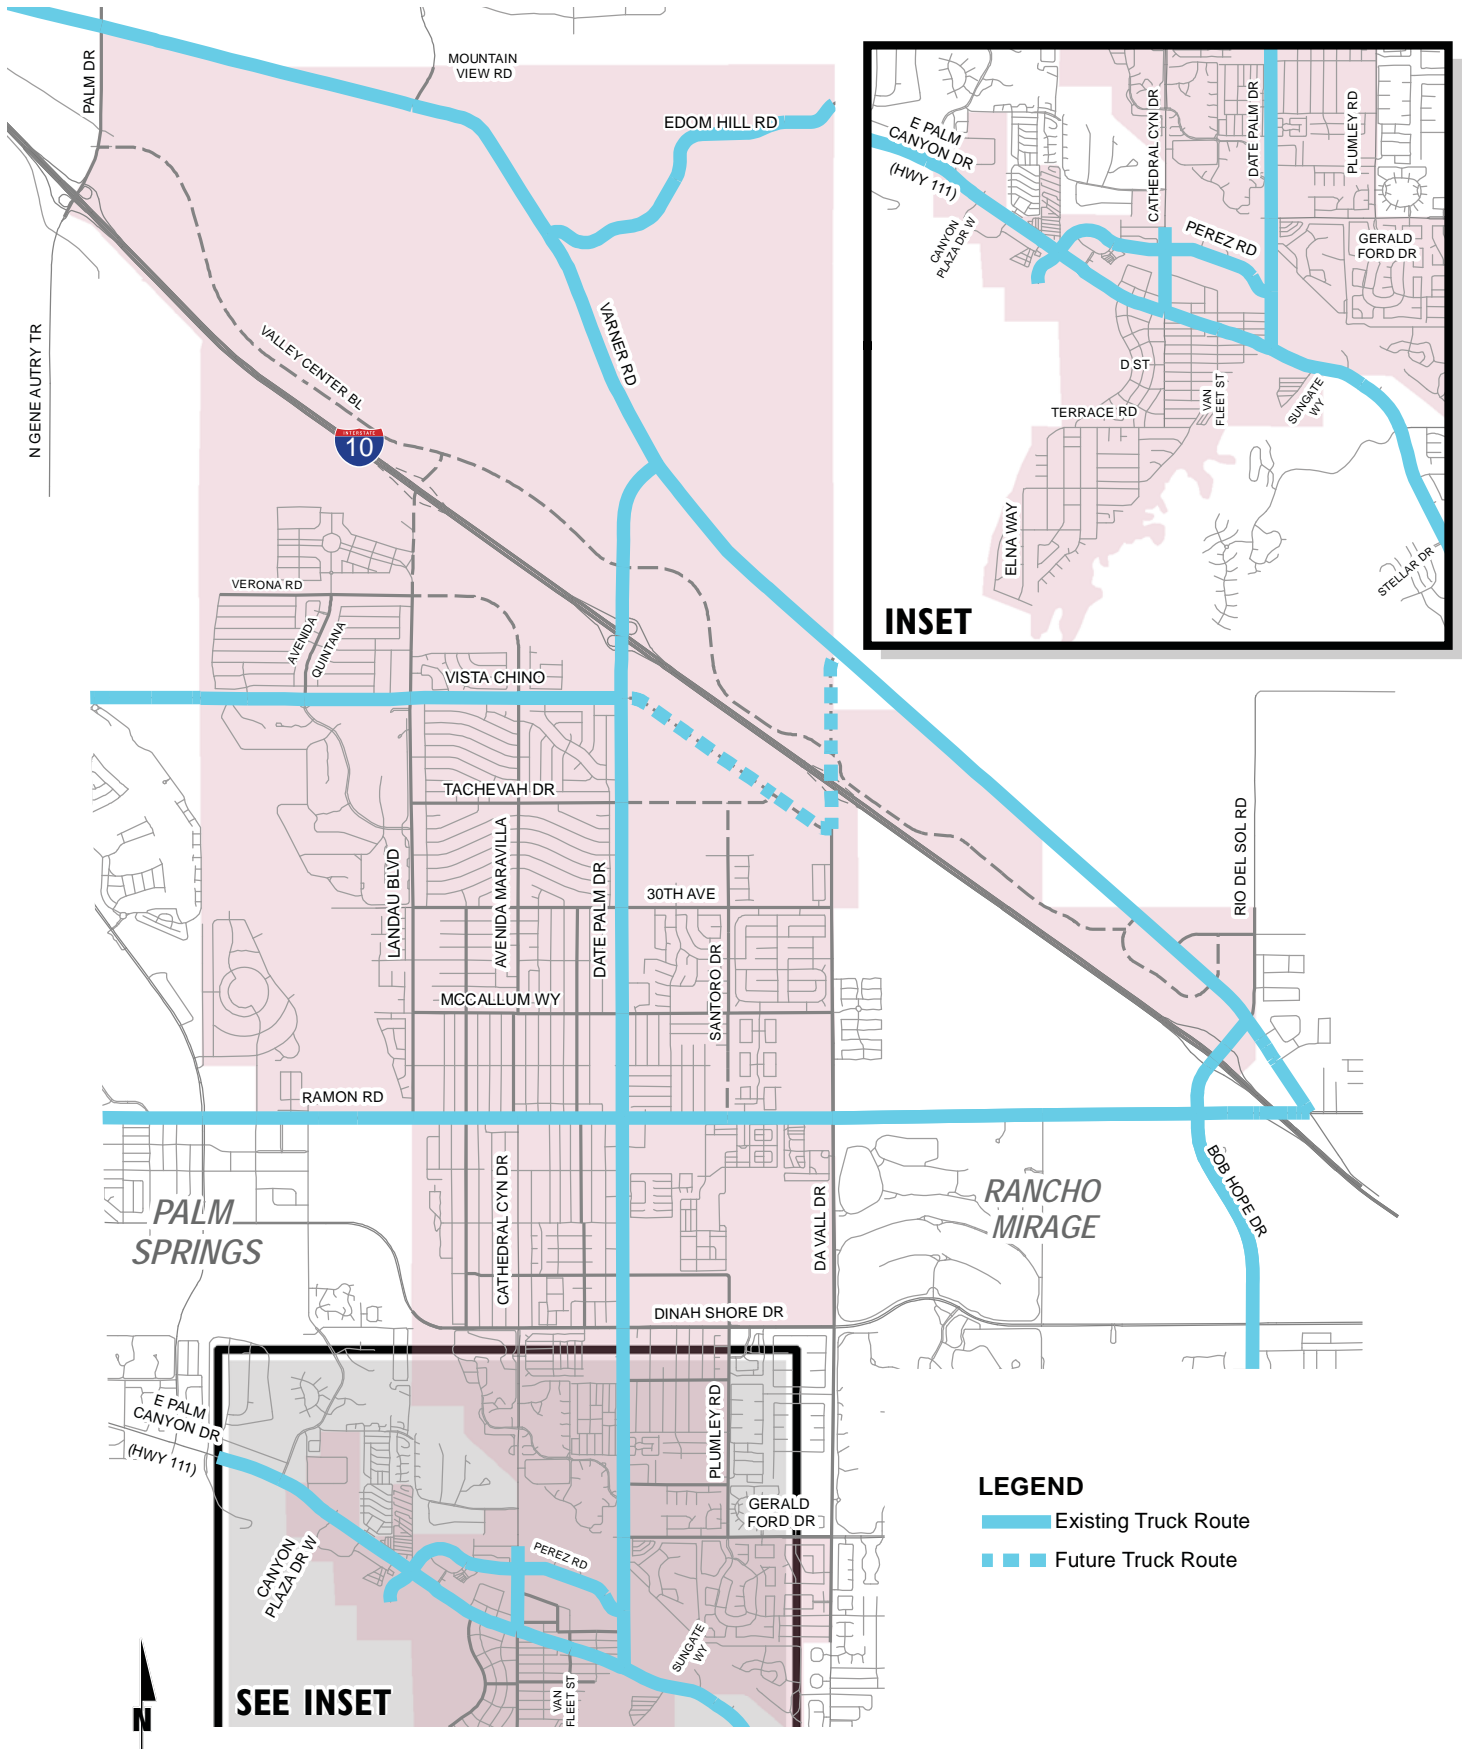 PALM DR
MOUNTAIN
VIEW RD
EDOM HILL RD
N GENE AUTRY TR
VALLEY CENTER BL
VARNER RD
INTERSTATE
10
VERONA RD
AVENIDA
QUINTANA
VISTA CHINO
TACHEVAH DR
LANDAU BLVD
AVENIDA MARAVILLA
DATE PALM DR
30TH AVE
SANTORO DR
MCCALLUM WY
RIO DEL SOL RD
RAMON RD
CATHEDRAL CYN DR
DA VALL DR
BOB HOPE DR
PALM
SPRINGS
RANCHO
MIRAGE
DINAH SHORE DR
E PALM
CANYON DR
(HWY 111)
PLUMLEY RD
GERALD
FORD DR
CANYON
PLAZA DR W
PEREZ RD
SUNGATE
WY
VAN
FLEET ST
SEE INSET
N
LEGEND
Existing Truck Route
Future Truck Route
E PALM
CANYON DR
(HWY 111)
CATHEDRAL CYN DR
DATE PALM DR
PLUMLEY RD
CANYON
PLAZA DR W
PEREZ RD
GERALD
FORD DR
D ST
VAN
FLEET ST
SUNGATE
WY
TERRACE RD
ELNA WAY
STELLAR DR
INSET